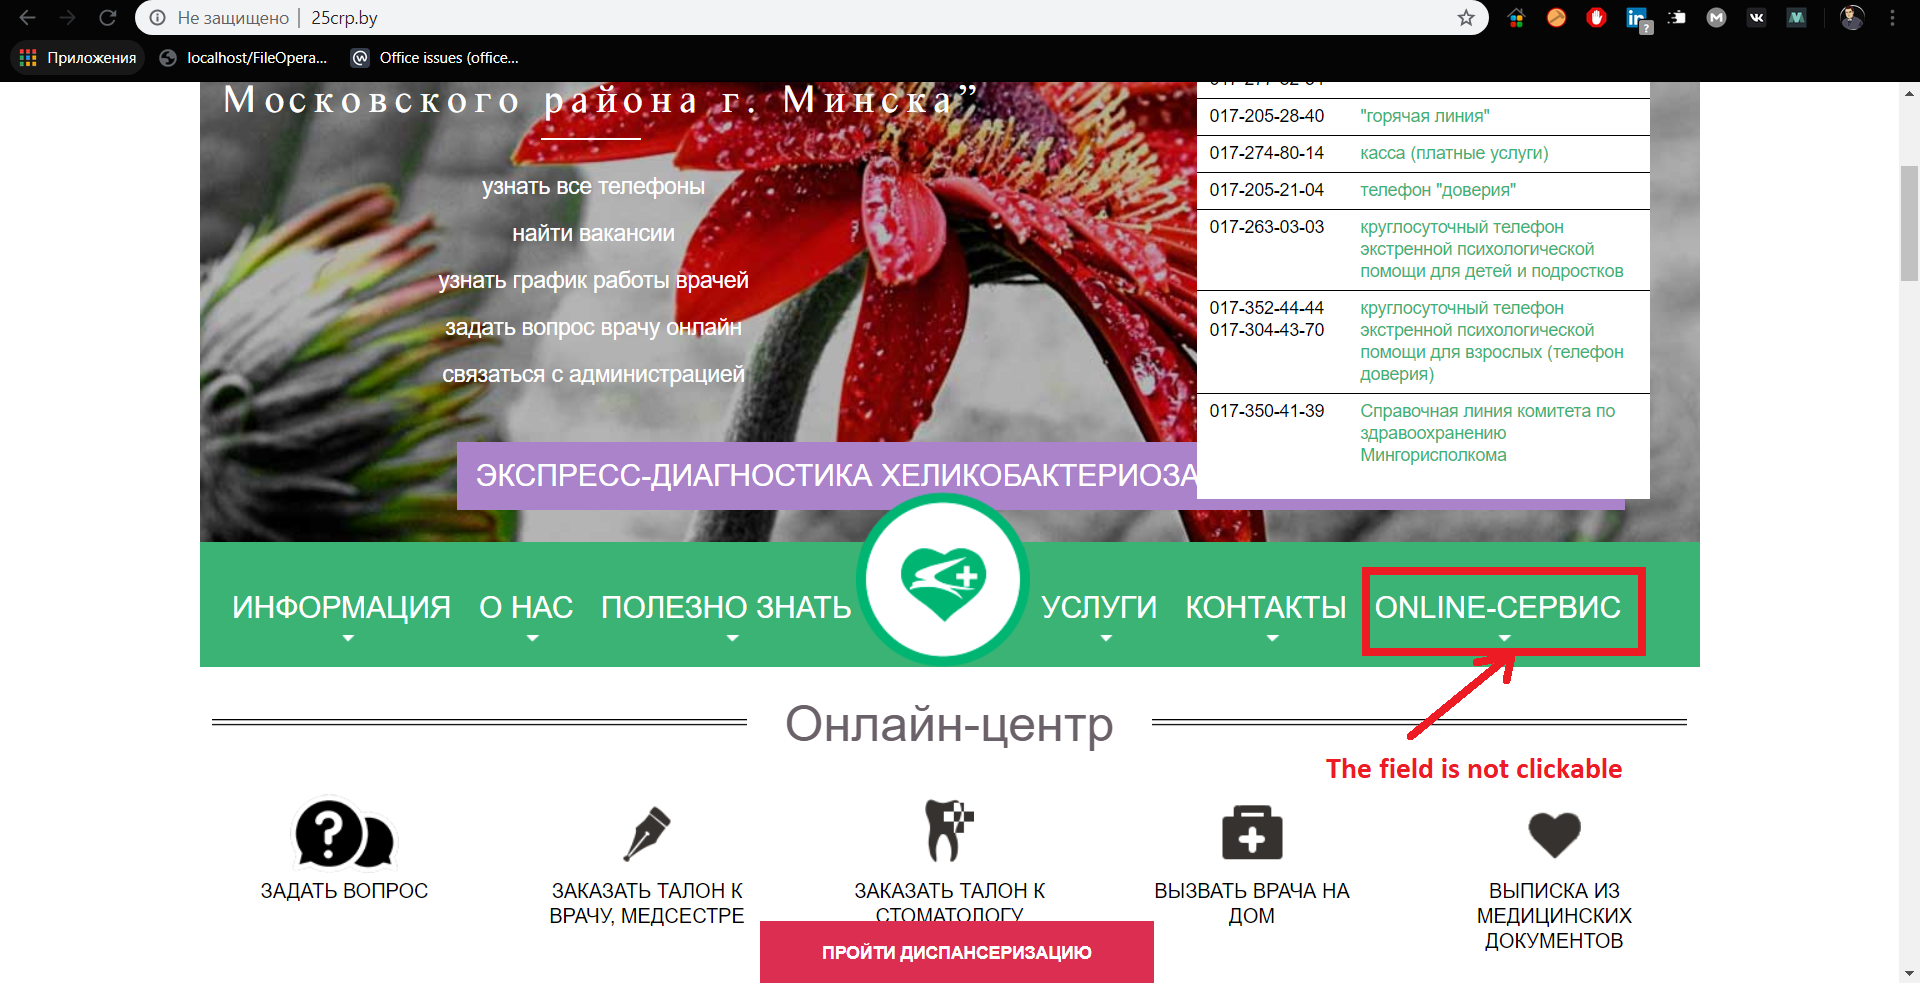 Не защищено | 25crp.by
Приложения
localhost/FileOpera...
Office issues (office...
Московского района г. Минска”
узнать все телефоны
найти вакансии
узнать график работы врачей
задать вопрос врачу онлайн
связаться с администрацией
017-205-28-40 "горячая линия"
017-274-80-14 касса (платные услуги)
017-205-21-04 телефон "доверия"
017-263-03-03 круглосуточный телефон
экстренной психологической
помощи для детей и подростков
017-352-44-44 круглосуточный телефон
017-304-43-70 экстренной психологической
помощи для взрослых (телефон
доверия)
017-350-41-39 Справочная линия комитета по
здравоохранению
Мингорисполкома
ЭКСПРЕСС-ДИАГНОСТИКА ХЕЛИКОБАКТЕРИОЗА
ИНФОРМАЦИЯ О НАС ПОЛЕЗНО ЗНАТЬ УСЛУГИ КОНТАКТЫ ONLINE-СЕРВИС
Онлайн-центр
The field is not clickable
ЗАДАТЬ ВОПРОС
ЗАКАЗАТЬ ТАЛОН К
ВРАЧУ, МЕДСЕСТРЕ
ЗАКАЗАТЬ ТАЛОН К
СТОМАТОЛОГУ
ВЫЗВАТЬ ВРАЧА НА
ДОМ
ВЫПИСКА ИЗ
МЕДИЦИНСКИХ
ДОКУМЕНТОВ
ПРОЙТИ ДИСПАНСЕРИЗАЦИЮ